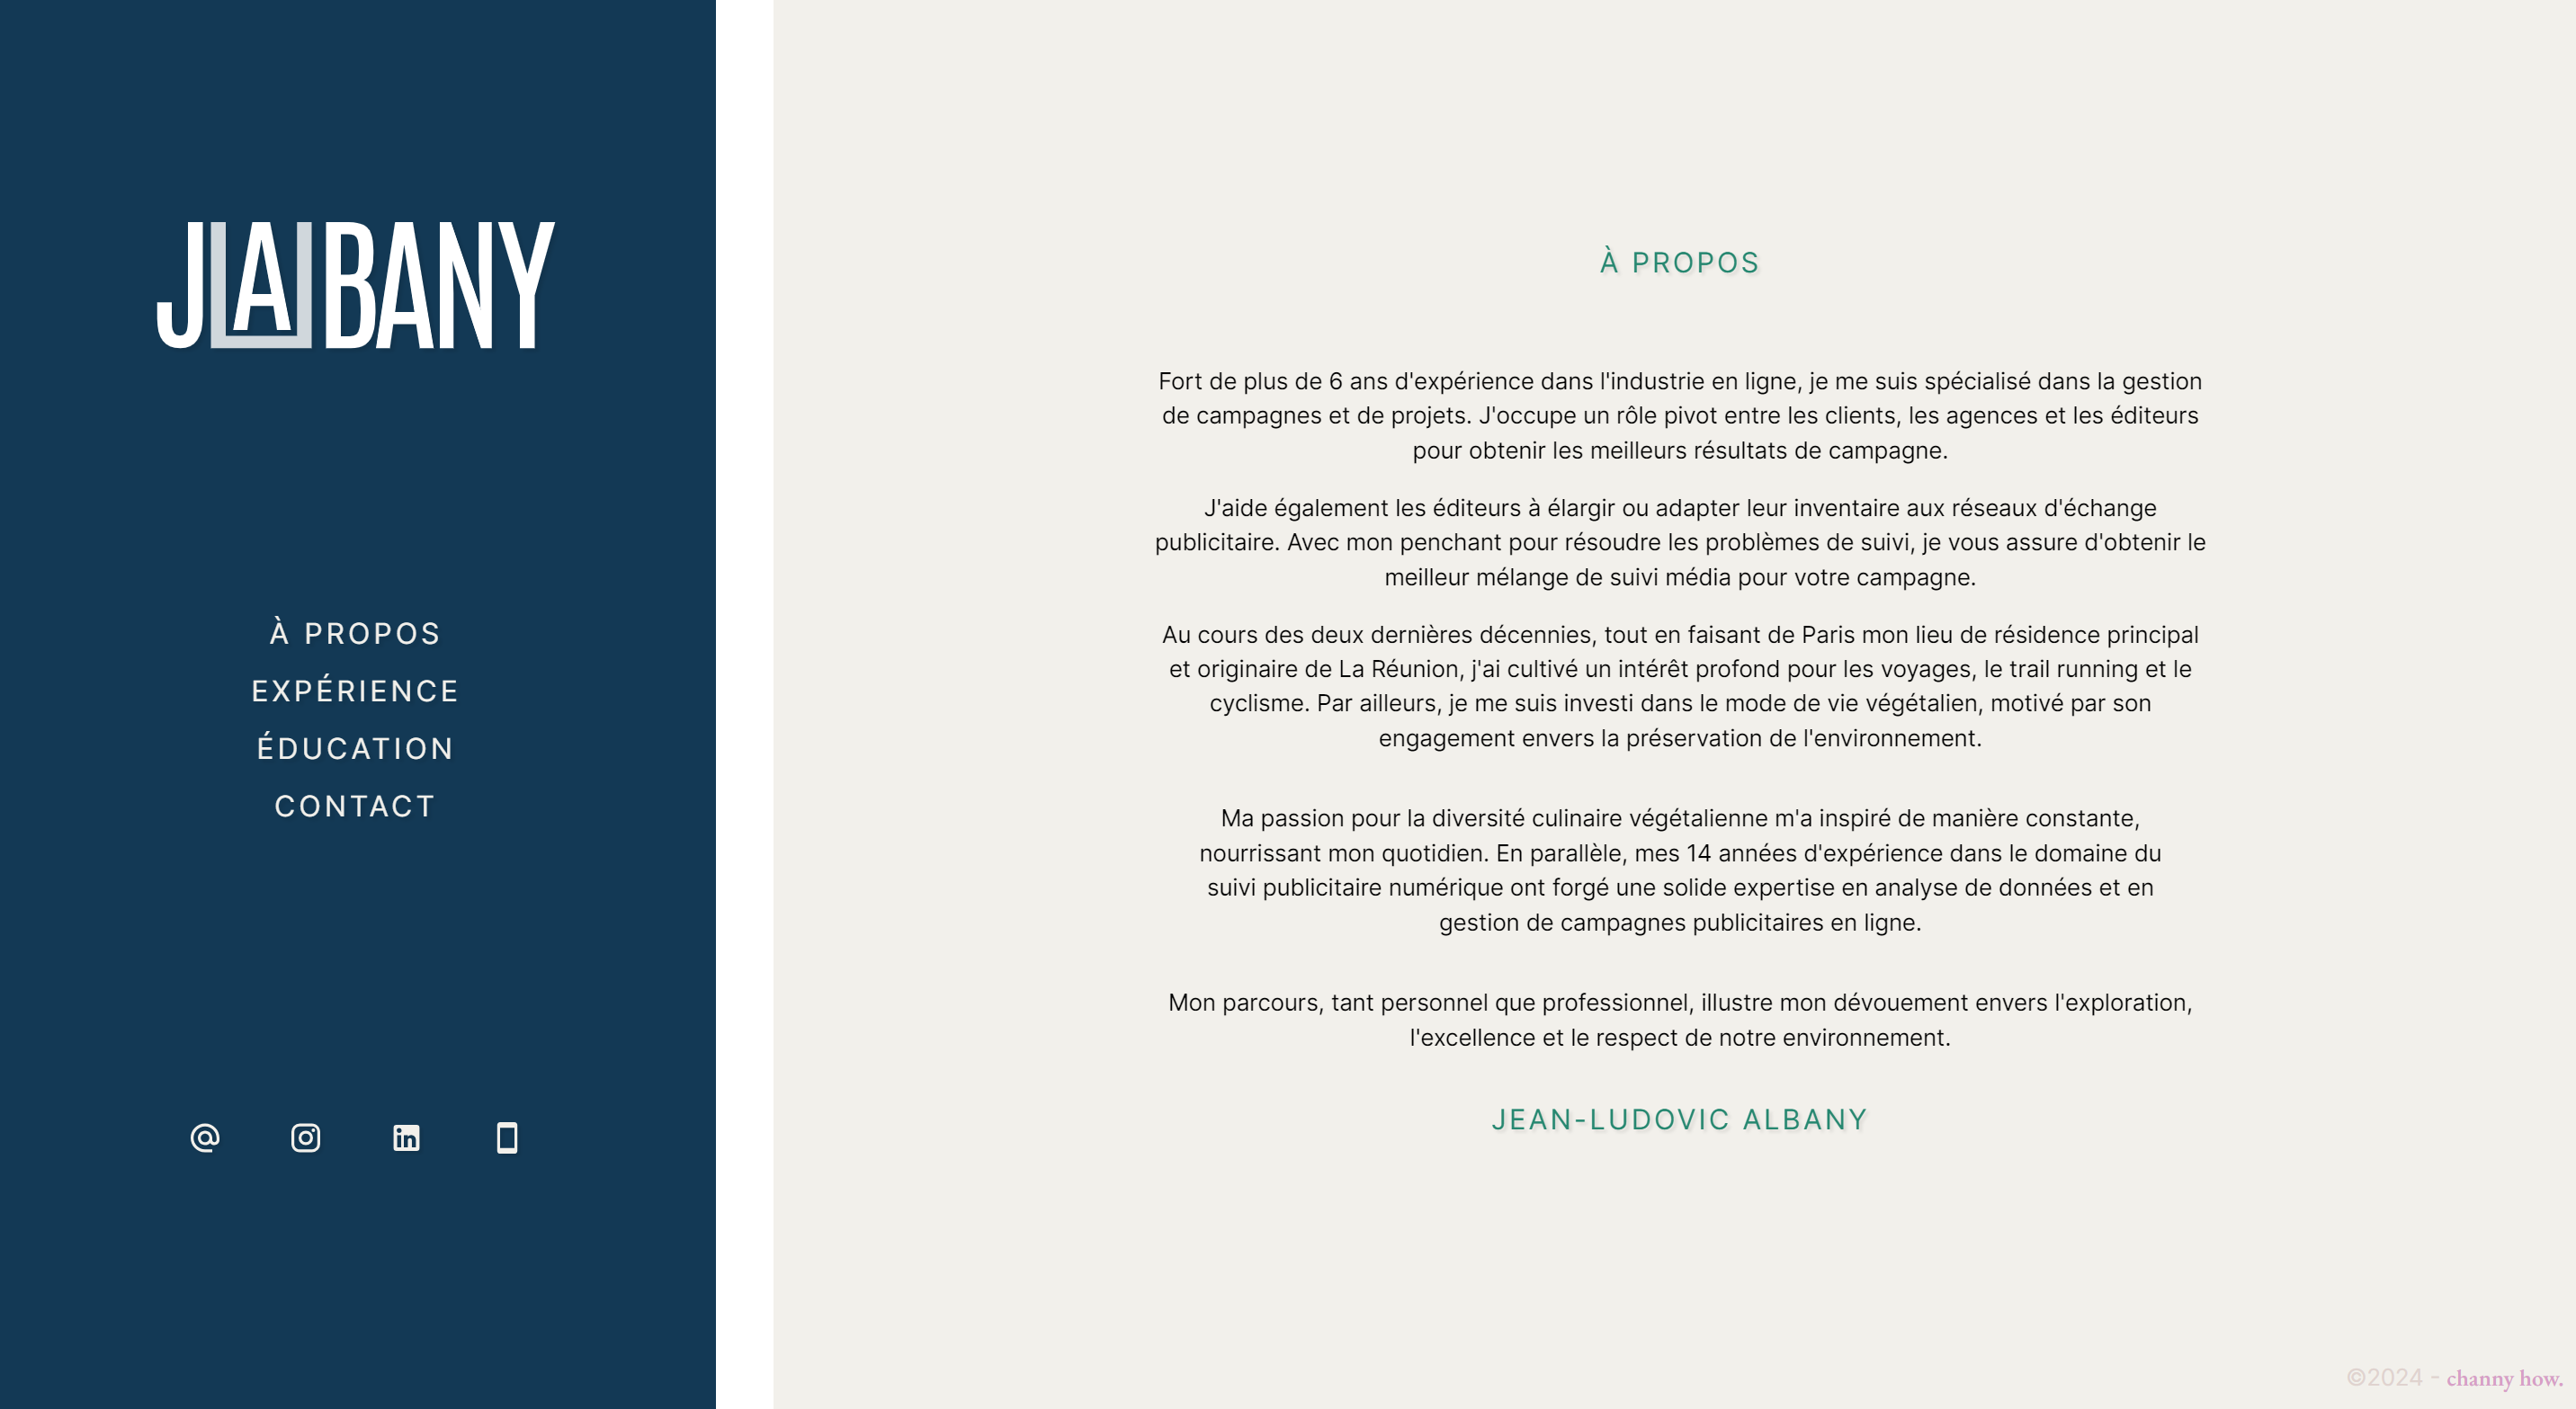 JLALBANY
À PROPOS
EXPÉRIENCE
ÉDUCATION
CONTACT
À PROPOS
Fort de plus de 6 ans d'expérience dans l'industrie en ligne, je me suis spécialisé dans la gestion
de campagnes et de projets. J'occupe un rôle pivot entre les clients, les agences et les éditeurs
pour obtenir les meilleurs résultats de campagne.
J'aide également les éditeurs à élargir ou adapter leur inventaire aux réseaux d'échange
publicitaire. Avec mon penchant pour résoudre les problèmes de suivi, je vous assure d'obtenir le
meilleur mélange de suivi média pour votre campagne.
Au cours des deux dernières décennies, tout en faisant de Paris mon lieu de résidence principal
et originaire de La Réunion, j'ai cultivé un intérêt profond pour les voyages, le trail running et le
cyclisme. Par ailleurs, je me suis investi dans le mode de vie végétalien, motivé par son
engagement envers la préservation de l'environnement.
Ma passion pour la diversité culinaire végétalienne m'a inspiré de manière constante,
nourrissant mon quotidien. En parallèle, mes 14 années d'expérience dans le domaine du
suivi publicitaire numérique ont forgé une solide expertise en analyse de données et en
gestion de campagnes publicitaires en ligne.
Mon parcours, tant personnel que professionnel, illustre mon dévouement envers l'exploration,
l'excellence et le respect de notre environnement.
JEAN-LUDOVIC ALBANY
©2024 - channy how.